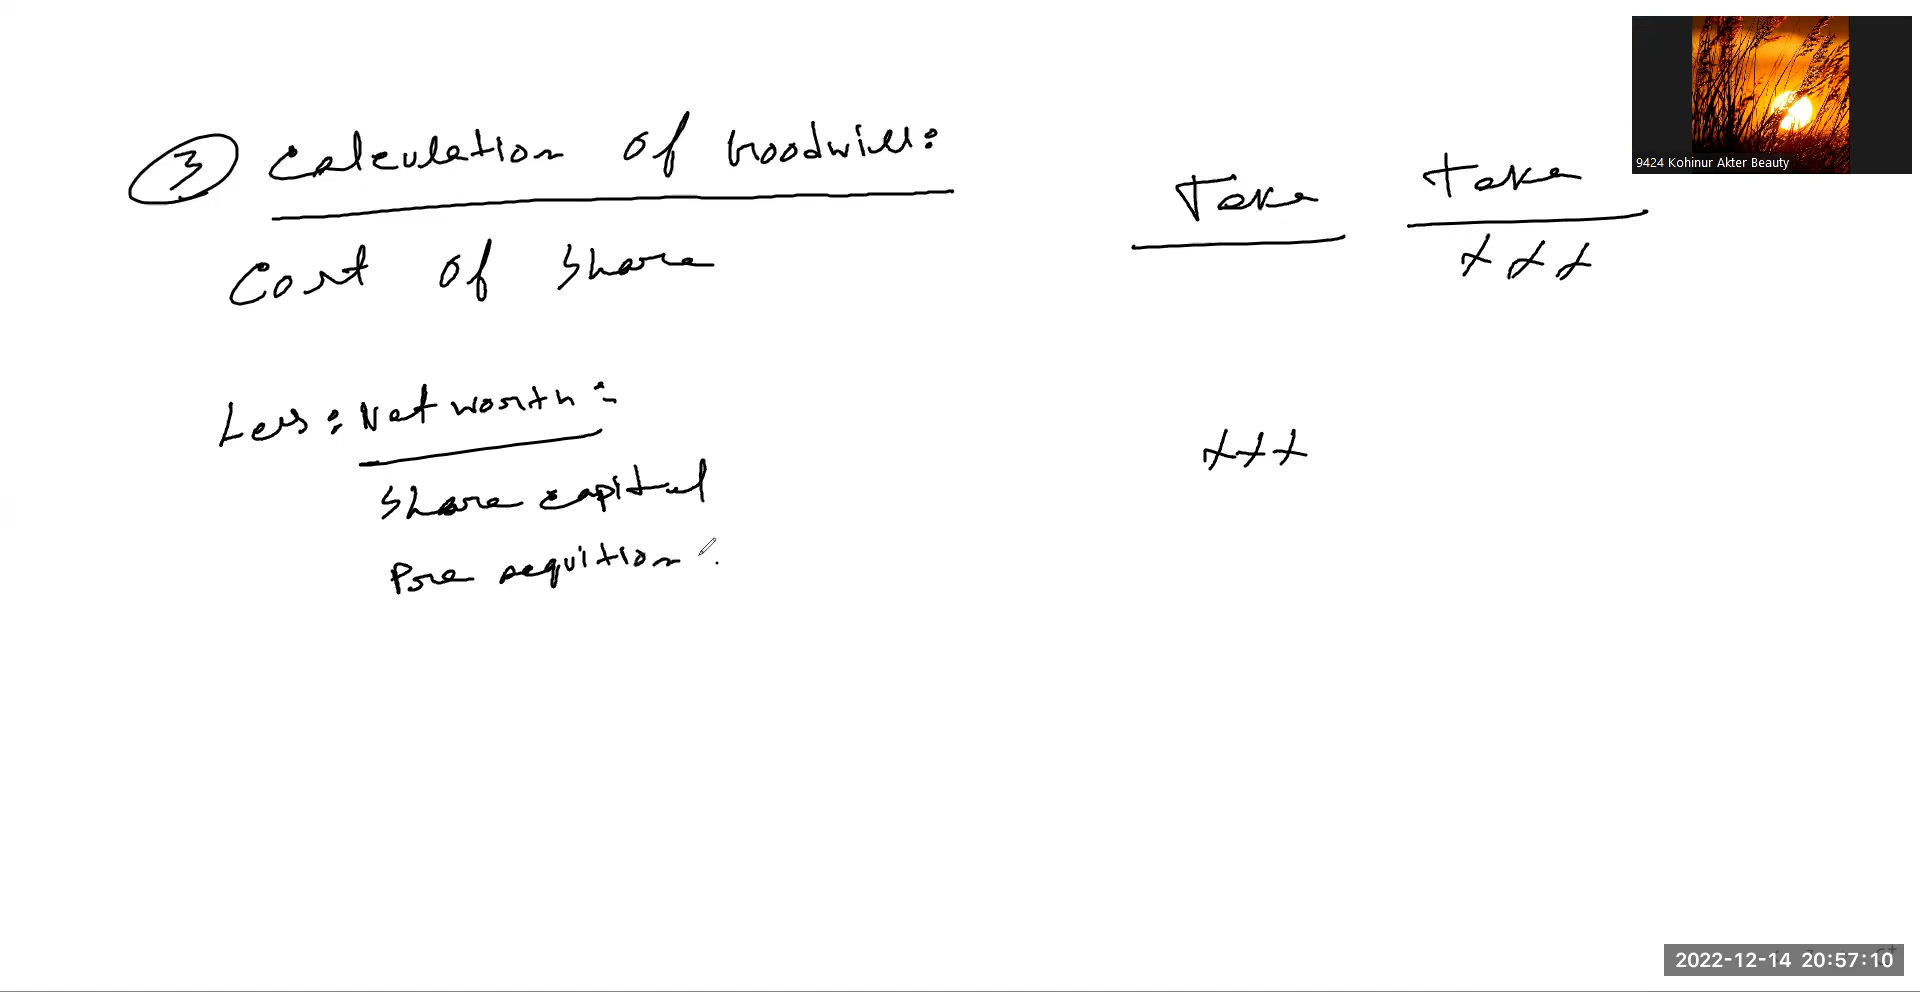 9424 Kohinur Akter Beauty
3 Calculation of Goodwill:
Taka Taka
Cost of Share xxx
Less: Net worth: xxx
Share capital
Pre aequition
2022-12-14 20:57:10